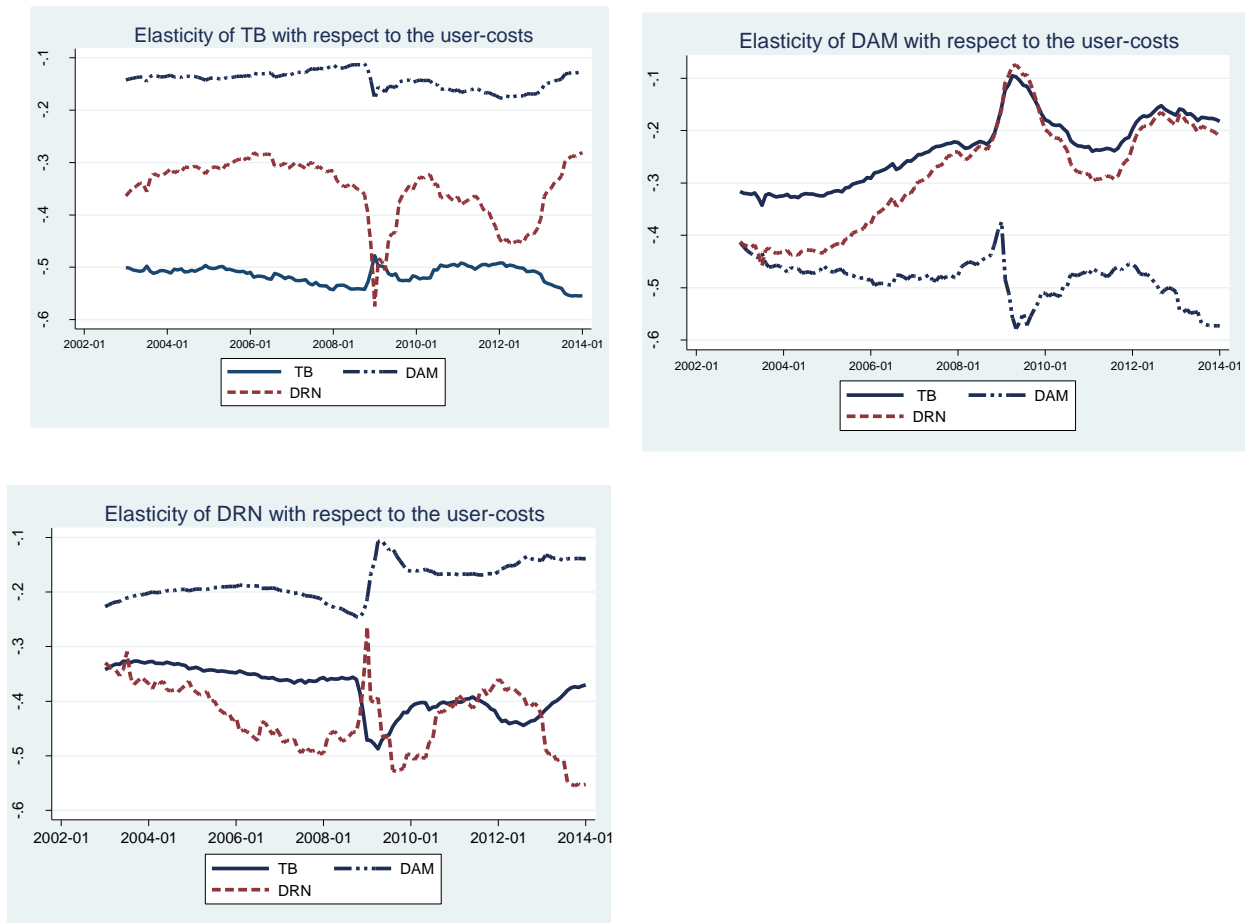 Elasticity of TB with respect to the user-costs
-.1
-.2
-.3
-.4
-.5
-.6
2002-01 2004-01 2006-01 2008-01 2010-01 2012-01 2014-01
TB DAM
DRN
Elasticity of DAM with respect to the user-costs
-.1
-.2
-.3
-.4
-.5
-.6
2002-01 2004-01 2006-01 2008-01 2010-01 2012-01 2014-01
TB DAM
DRN
Elasticity of DRN with respect to the user-costs
-.1
-.2
-.3
-.4
-.5
-.6
2002-01 2004-01 2006-01 2008-01 2010-01 2012-01 2014-01
TB DAM
DRN